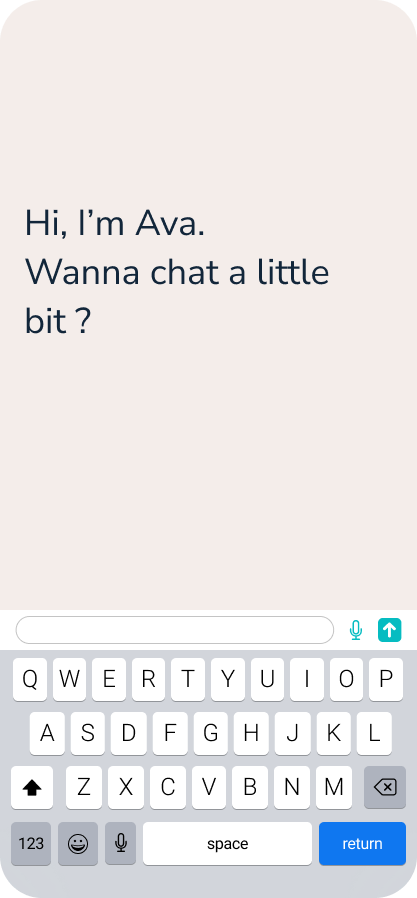 Hi, I’m Ava.
Wanna chat a little
bit ?
Q W E R T Y U I O P
A S D F G H J K L
Z X C V B N M
123 space return